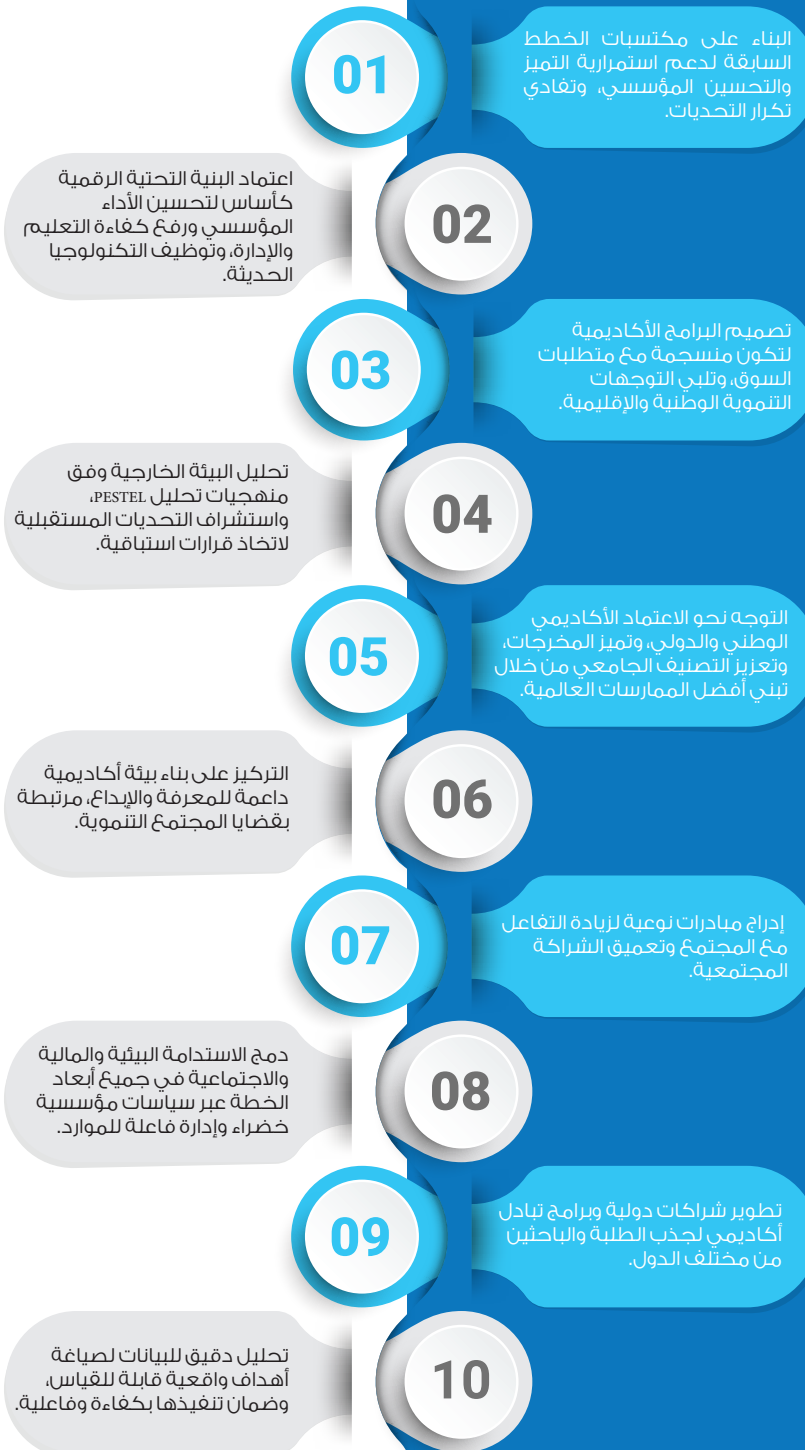 01
البناء على مكتسبات الخطط
السابقة لدعم استمرارية التميز
والتحسين المؤسسي، وتفادي
تكرار التحديات.
02
اعتماد البنية التحتية الرقمية
كأساس لتحسين الأداء
المؤسسي ورفع كفاءة التعليم
والإدارة، وتوظيف التكنولوجيا
الحديثة.
03
تصميم البرامج الأكاديمية
لتكون منسجمة مع متطلبات
السوق، وتلبي التوجهات
التنموية الوطنية والإقليمية.
04
تحليل البيئة الخارجية وفق
منهجيات تحليل PESTEL،
واستشراف التحديات المستقبلية
لاتخاذ قرارات استباقية.
05
التوجه نحو الاعتماد الأكاديمي
الوطني والدولي، وتميز المخرجات،
وتعزيز التصنيف الجامعي من خلال
تبني أفضل الممارسات العالمية.
06
التركيز على بناء بيئة أكاديمية
داعمة للمعرفة والإبداع، مرتبطة
بقضايا المجتمع التنموية.
07
إدراج مبادرات نوعية لزيادة التفاعل
مع المجتمع وتعميق الشراكة
المجتمعية.
08
دمج الاستدامة البيئية والمالية
والاجتماعية في جميع أبعاد
الخطة عبر سياسات مؤسسية
خضراء وإدارة فاعلة للموارد.
09
تطوير شراكات دولية وبرامج تبادل
أكاديمي لجذب الطلبة والباحثين
من مختلف الدول.
10
تحليل دقيق للبيانات لصياغة
أهداف واقعية قابلة للقياس،
وضمان تنفيذها بكفاءة وفاعلية.